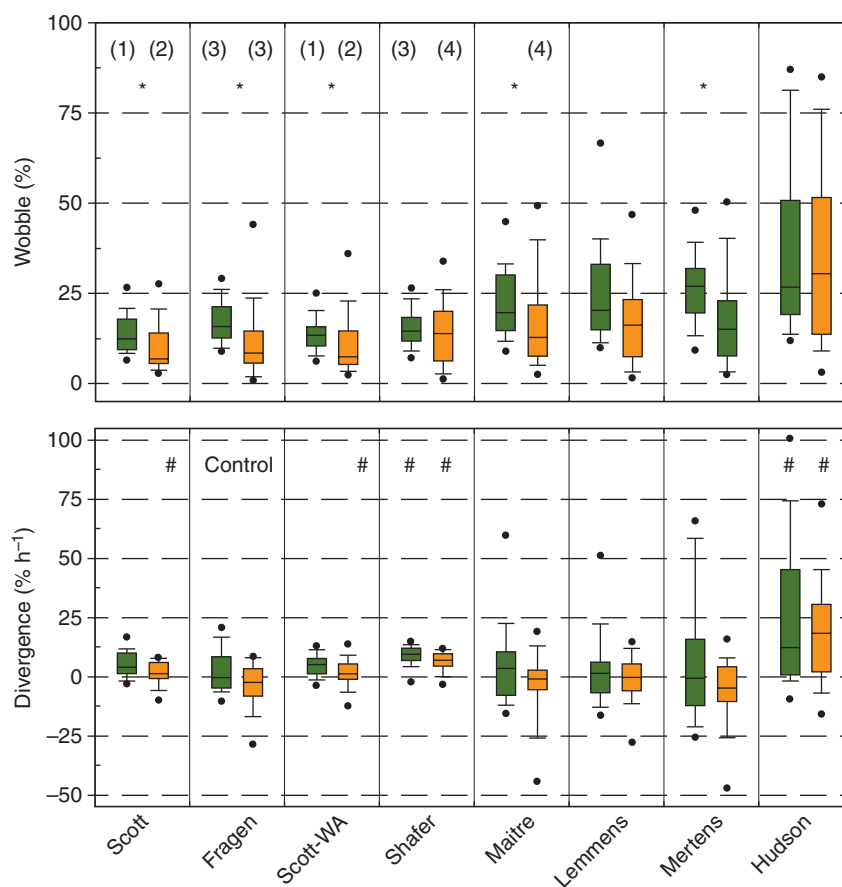 100
(1) (2) (3) (3) (1) (2) (3) (4) (4)
* * * * *
75
50
25
0
Wobble (%)
100
# Control # # # # #
75
50
25
0
−25
−50
Divergence (% h⁻¹)
Scott
Fragen
Scott-WA
Shafer
Maitre
Lemmens
Mertens
Hudson